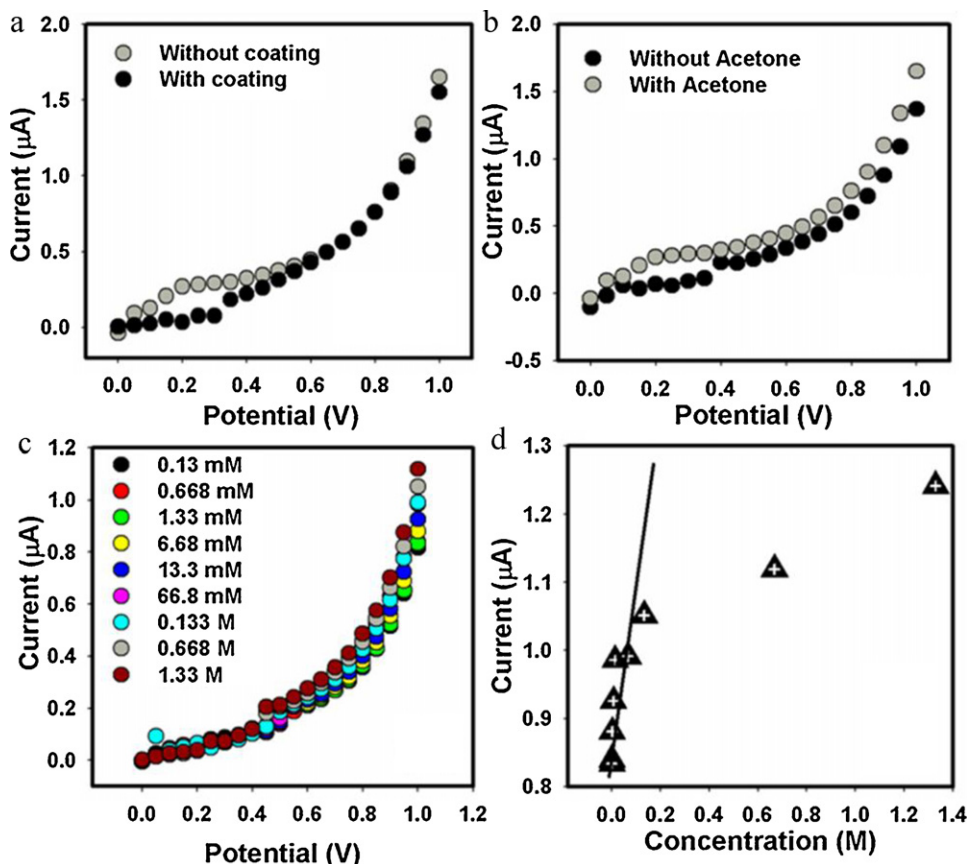 a
2.0
1.5
1.0
0.5
0.0
Current (μA)
Without coating
With coating
0.0 0.2 0.4 0.6 0.8 1.0
Potential (V)
b
2.0
1.5
1.0
0.5
0.0
-0.5
Current (μA)
Without Acetone
With Acetone
0.0 0.2 0.4 0.6 0.8 1.0
Potential (V)
c
1.2
1.0
0.8
0.6
0.4
0.2
0.0
Current (μA)
0.13 mM
0.668 mM
1.33 mM
6.68 mM
13.3 mM
66.8 mM
0.133 M
0.668 M
1.33 M
0.0 0.2 0.4 0.6 0.8 1.0 1.2
Potential (V)
d
1.3
1.2
1.1
1.0
0.9
0.8
Current (μA)
0.0 0.2 0.4 0.6 0.8 1.0 1.2 1.4
Concentration (M)